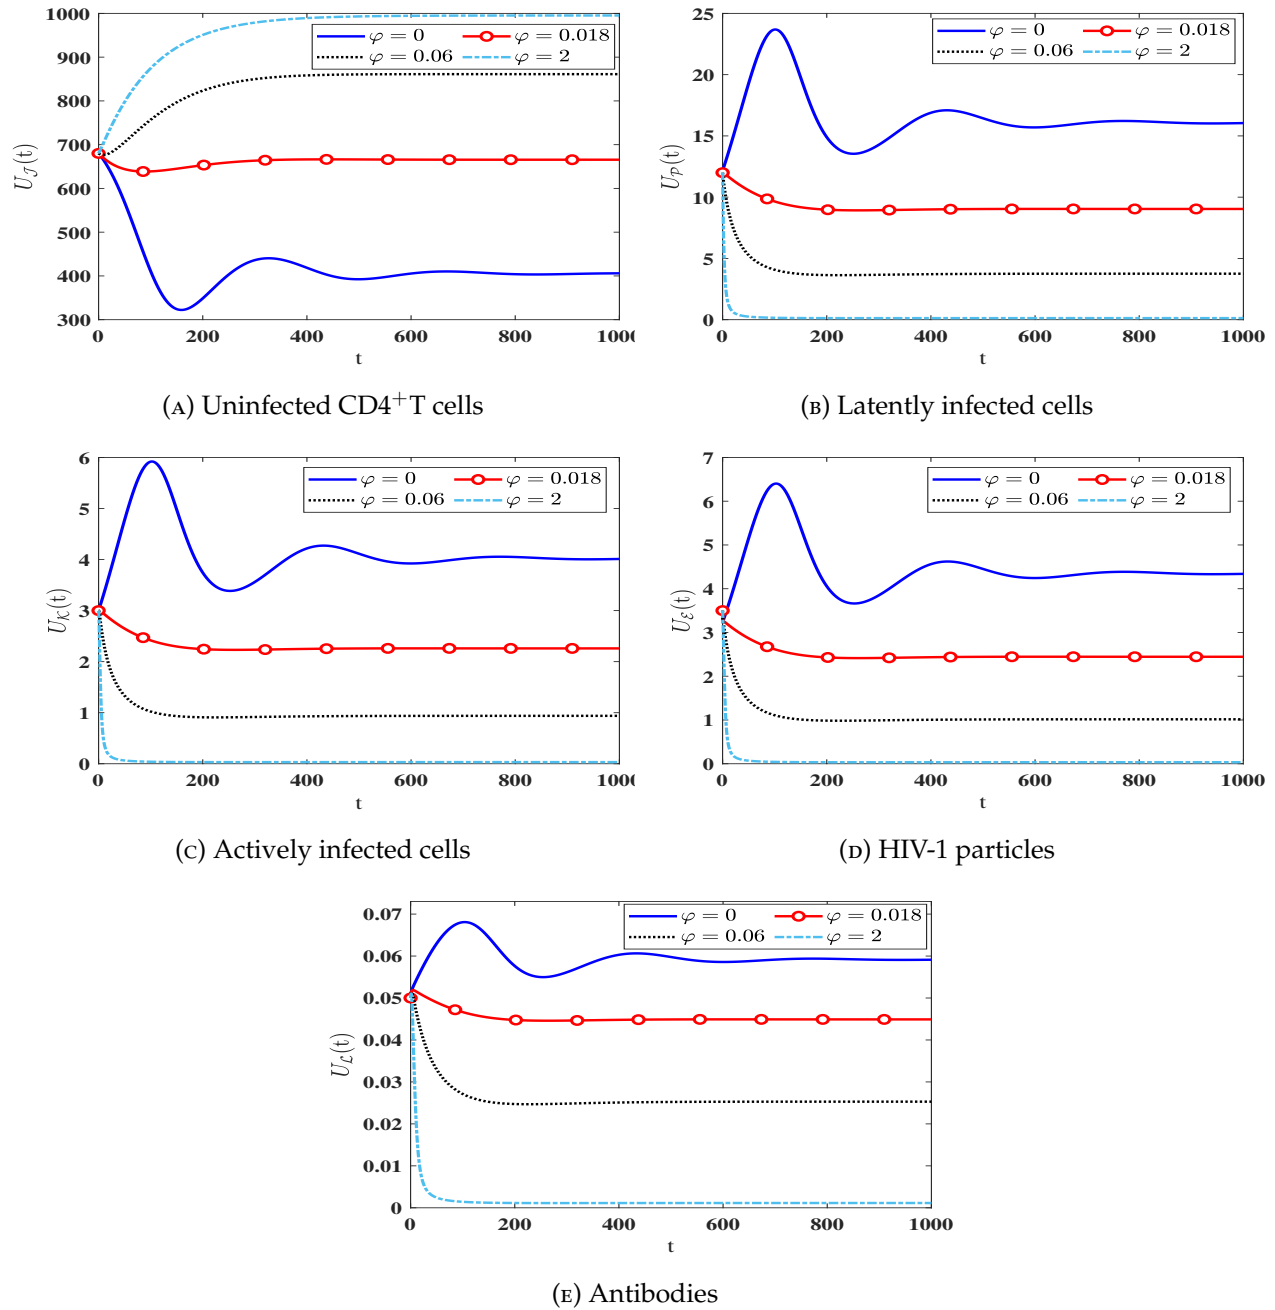 1000
900
800
700
600
500
400
300
U_𝒥(t)
φ = 0
φ = 0.018
φ = 0.06
φ = 2
0
200
400
600
800
1000
t
(A) Uninfected CD4⁺T cells
25
20
15
10
5
0
U_𝒫(t)
φ = 0
φ = 0.018
φ = 0.06
φ = 2
0
200
400
600
800
1000
t
(B) Latently infected cells
6
5
4
3
2
1
0
U_𝒦(t)
φ = 0
φ = 0.018
φ = 0.06
φ = 2
0
200
400
600
800
1000
t
(C) Actively infected cells
7
6
5
4
3
2
1
0
U_ℰ(t)
φ = 0
φ = 0.018
φ = 0.06
φ = 2
0
200
400
600
800
1000
t
(D) HIV-1 particles
0.07
0.06
0.05
0.04
0.03
0.02
0.01
0
U_ℒ(t)
φ = 0
φ = 0.018
φ = 0.06
φ = 2
0
200
400
600
800
1000
t
(E) Antibodies